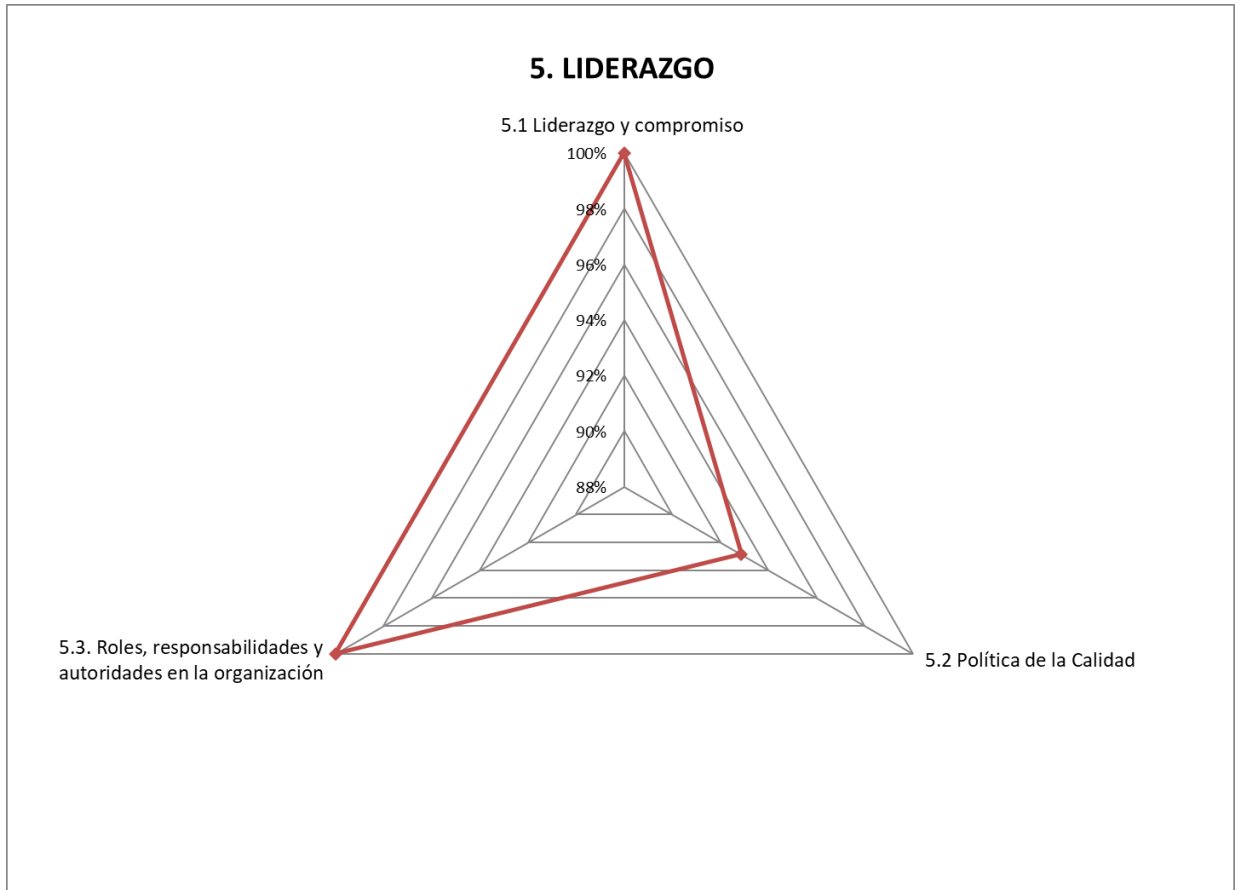 5. LIDERAZGO
5.1 Liderazgo y compromiso
100%
98%
96%
94%
92%
90%
88%
5.3. Roles, responsabilidades y
autoridades en la organización
5.2 Política de la Calidad